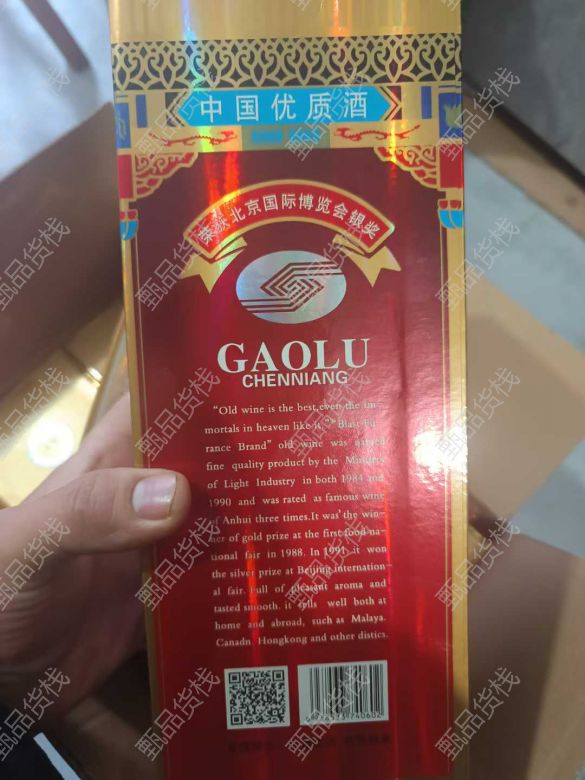 中国优质酒
荣获北京国际博览会银奖
GAOLU
CHENNIANG
"Old wine is the best,even the im-
mortals in heaven like it." "Blast Fu
rance Brand" old wine was named
fine quality product by the Ministry
of Light Industry in both 1984 and
1990 and was rated as famous wine
of Anhui three times.It was the win-
ner of gold prize at the first food na-
tional fair in 1988. In 1991 it won
the silver prize at Beijing internation
al fair. Full of pleasant aroma and
tasted smooth. it sells well both at
home and abroad, such as Malaya.
Canadn. Hongkong and other distics.
甄品货栈